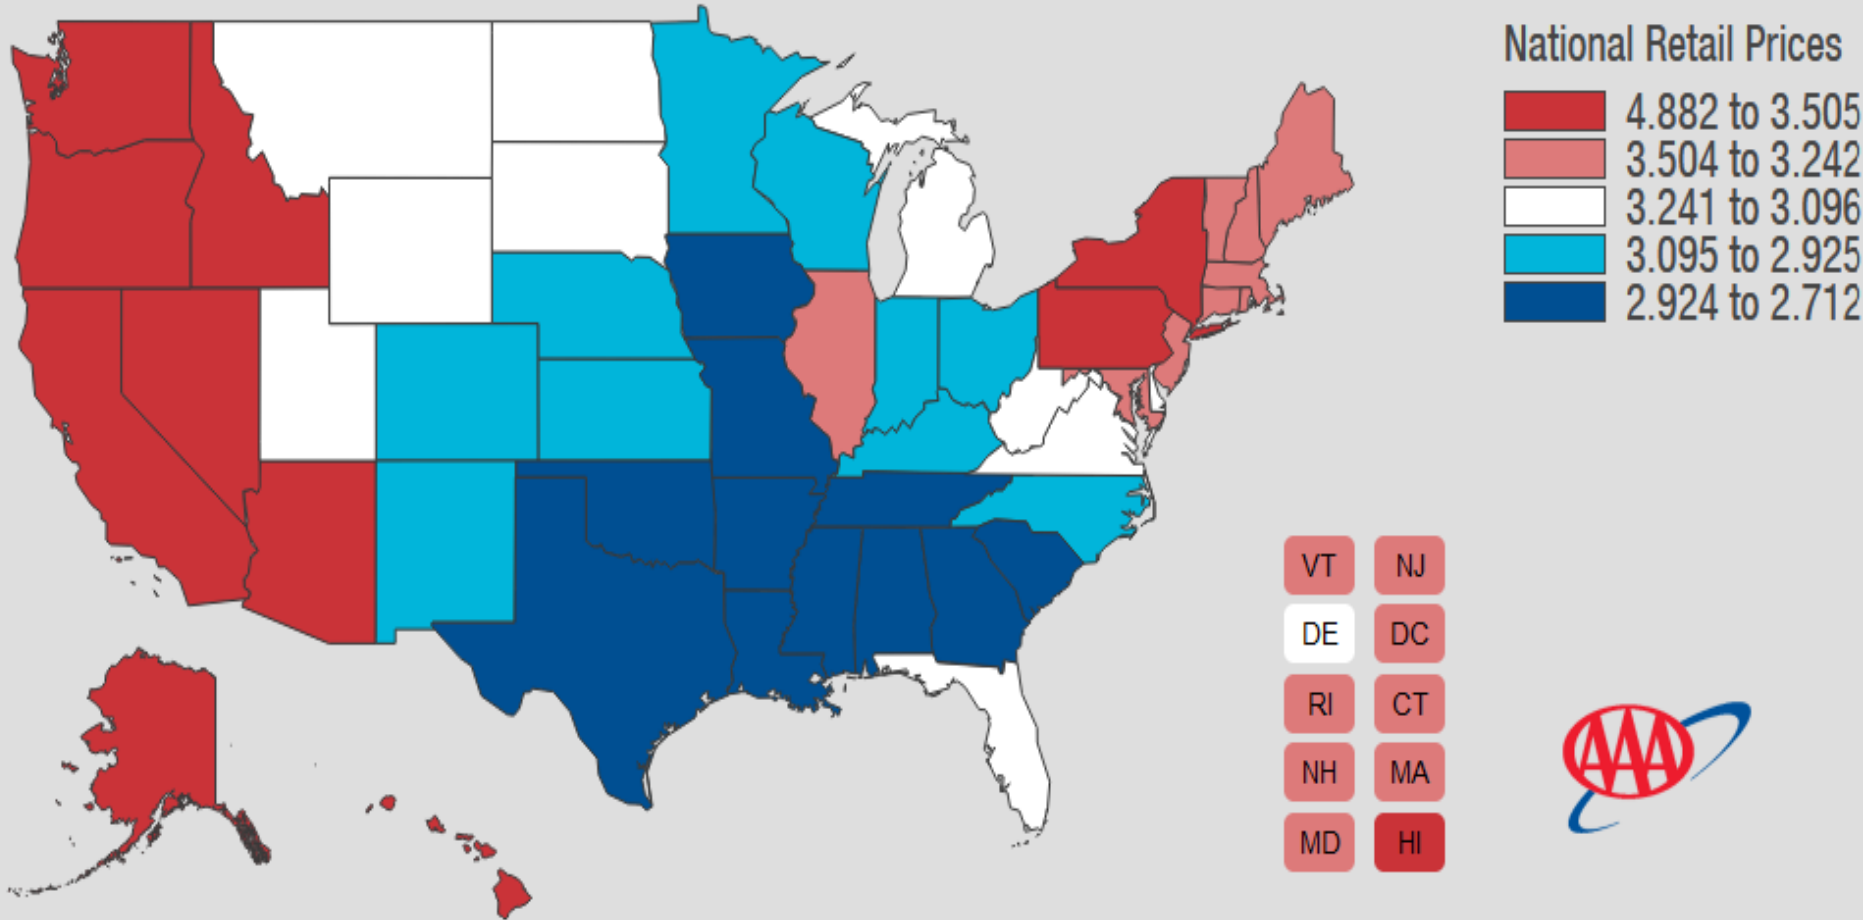 National Retail Prices
4.882 to 3.505
3.504 to 3.242
3.241 to 3.096
3.095 to 2.925
2.924 to 2.712
VT NJ
DE DC
RI CT
NH MA
MD HI
AAA